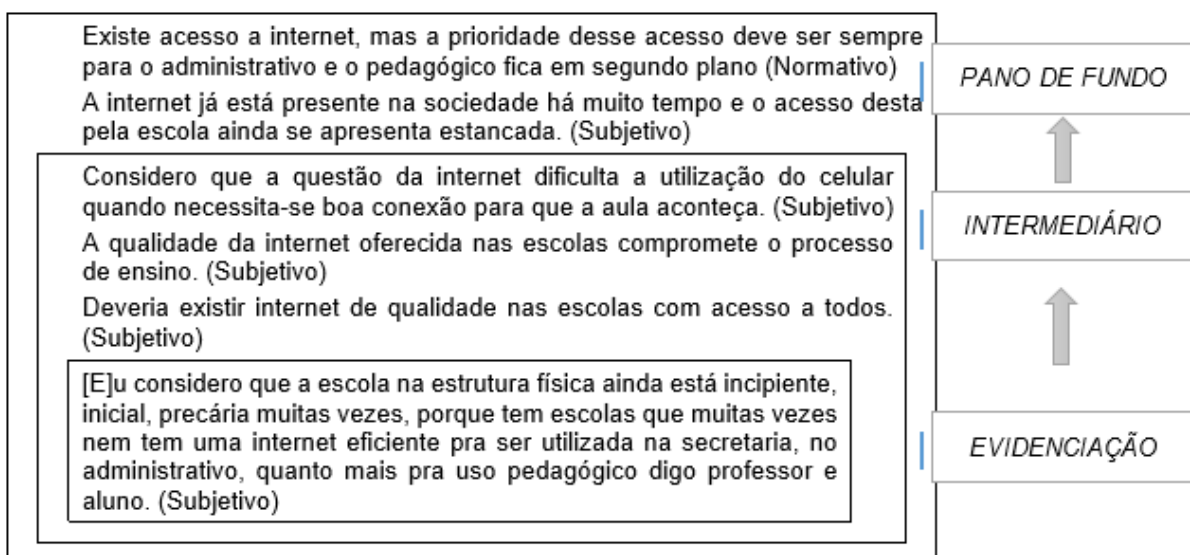 Existe acesso a internet, mas a prioridade desse acesso deve ser sempre
para o administrativo e o pedagógico fica em segundo plano (Normativo)
A internet já está presente na sociedade há muito tempo e o acesso desta
pela escola ainda se apresenta estancada. (Subjetivo)
PANO DE FUNDO
Considero que a questão da internet dificulta a utilização do celular
quando necessita-se boa conexão para que a aula aconteça. (Subjetivo)
A qualidade da internet oferecida nas escolas compromete o processo
de ensino. (Subjetivo)
Deveria existir internet de qualidade nas escolas com acesso a todos.
(Subjetivo)
INTERMEDIÁRIO
[E]u considero que a escola na estrutura física ainda está incipiente,
inicial, precária muitas vezes, porque tem escolas que muitas vezes
nem tem uma internet eficiente pra ser utilizada na secretaria, no
administrativo, quanto mais pra uso pedagógico digo professor e
aluno. (Subjetivo)
EVIDENCIAÇÃO